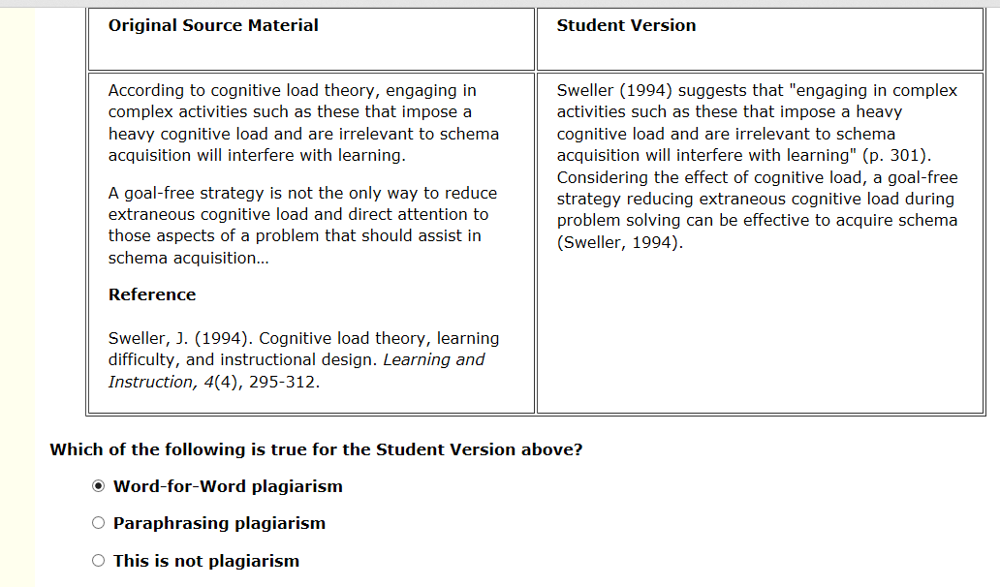 Original Source Material
Student Version
According to cognitive load theory, engaging in
complex activities such as these that impose a
heavy cognitive load and are irrelevant to schema
acquisition will interfere with learning.
A goal-free strategy is not the only way to reduce
extraneous cognitive load and direct attention to
those aspects of a problem that should assist in
schema acquisition...
Reference
Sweller, J. (1994). Cognitive load theory, learning
difficulty, and instructional design. Learning and
Instruction, 4(4), 295-312.
Sweller (1994) suggests that "engaging in complex
activities such as these that impose a heavy
cognitive load and are irrelevant to schema
acquisition will interfere with learning" (p. 301).
Considering the effect of cognitive load, a goal-free
strategy reducing extraneous cognitive load during
problem solving can be effective to acquire schema
(Sweller, 1994).
Which of the following is true for the Student Version above?
Word-for-Word plagiarism
Paraphrasing plagiarism
This is not plagiarism